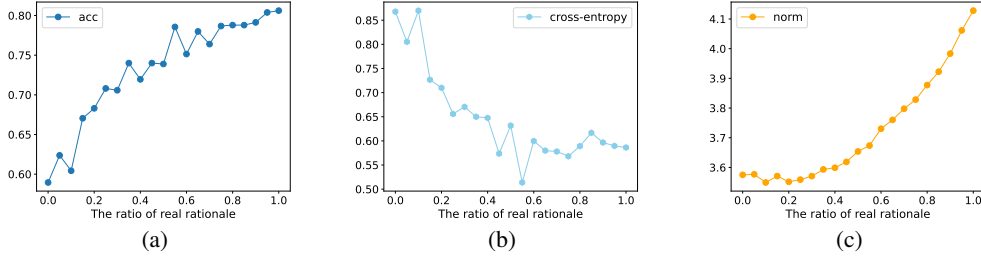 acc
0.80
0.75
0.70
0.65
0.60
0.0 0.2 0.4 0.6 0.8 1.0
The ratio of real rationale
(a)
cross-entropy
0.85
0.80
0.75
0.70
0.65
0.60
0.55
0.50
0.0 0.2 0.4 0.6 0.8 1.0
The ratio of real rationale
(b)
norm
4.1
4.0
3.9
3.8
3.7
3.6
0.0 0.2 0.4 0.6 0.8 1.0
The ratio of real rationale
(c)